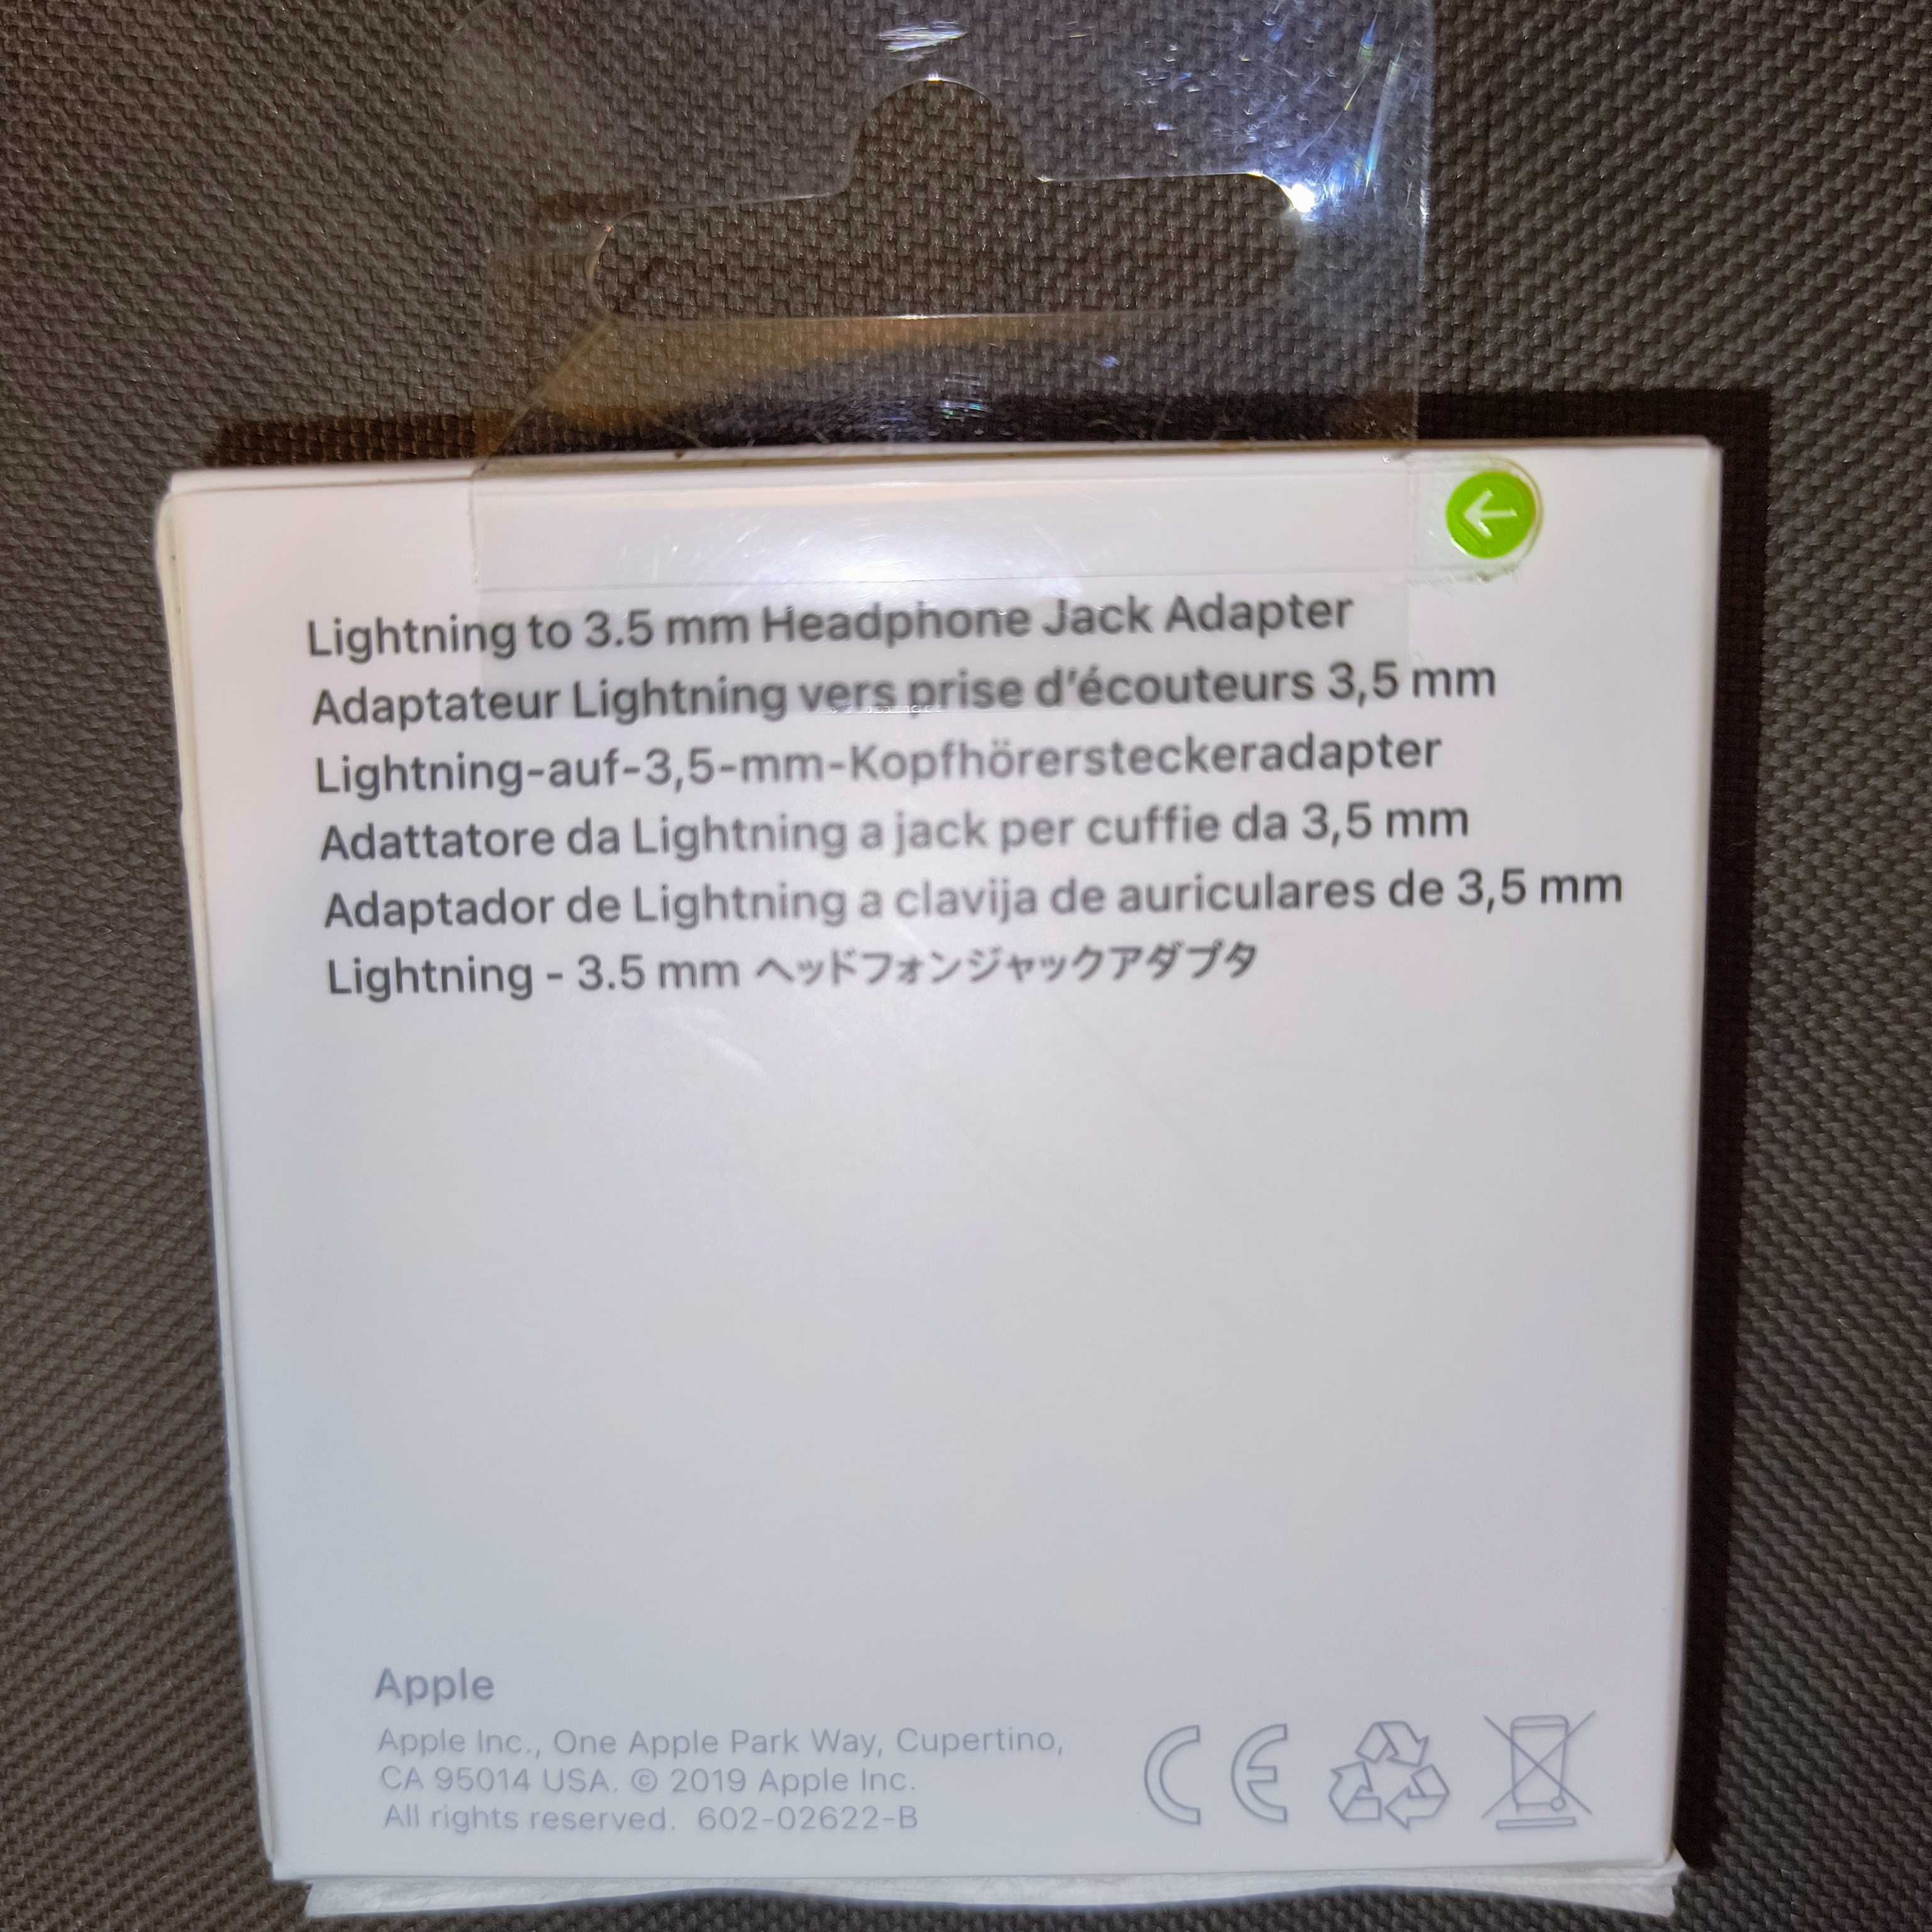 Lightning to 3.5 mm Headphone Jack Adapter
Adaptateur Lightning vers prise d'écouteurs 3,5 mm
Lightning-auf-3,5-mm-Kopfhörersteckeradapter
Adattatore da Lightning a jack per cuffie da 3,5 mm
Adaptador de Lightning a clavija de auriculares de 3,5 mm
Lightning - 3.5 mm ヘッドフォンジャックアダプタ
Apple
Apple Inc., One Apple Park Way, Cupertino,
CA 95014 USA. © 2019 Apple Inc.
All rights reserved. 602-02622-B
CE